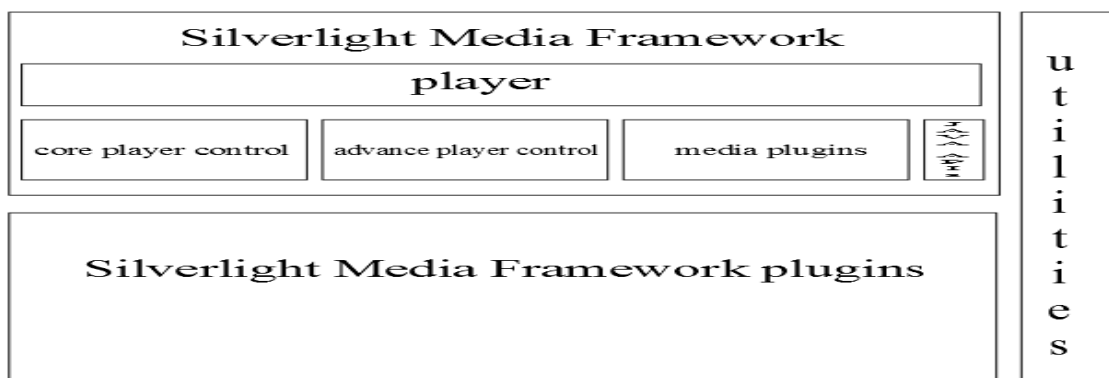 Silverlight Media Framework
player
core player control
advance player control
media plugins
Silverlight Media Framework plugins
utilities